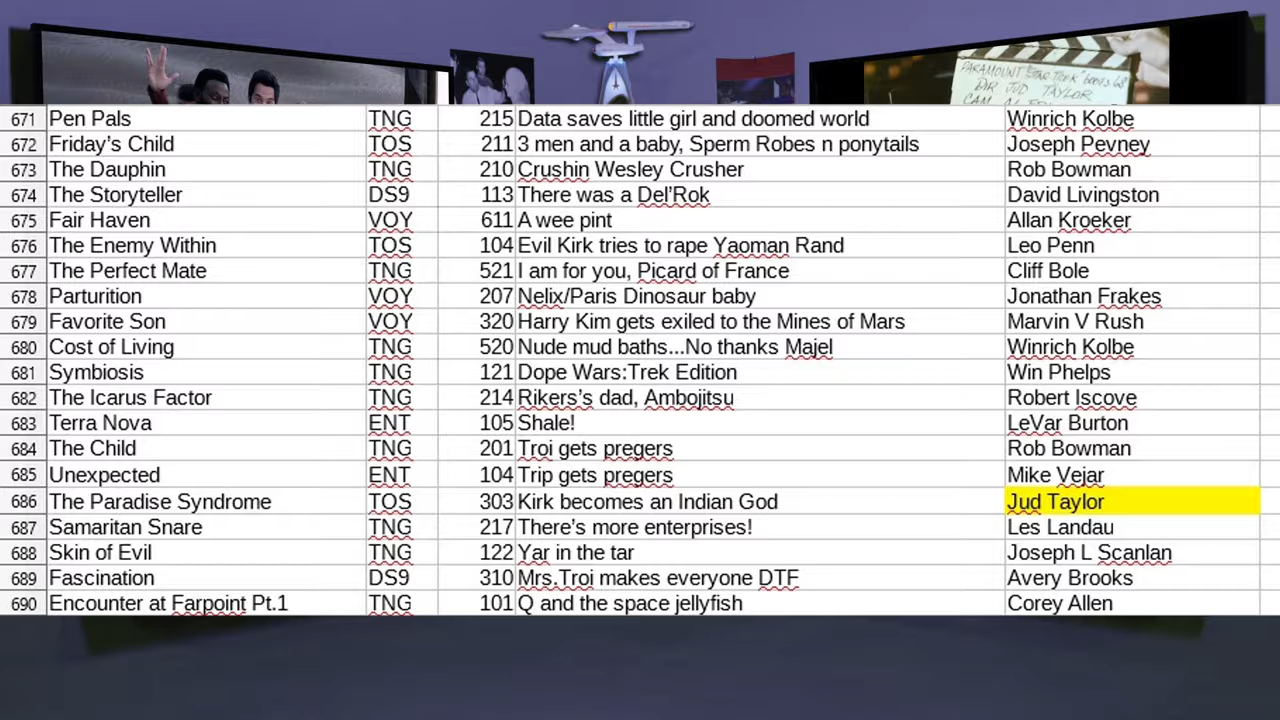 PARAMOUNT "STAR TREK"
DIR JUD TAYLOR
671 Pen Pals TNG 215 Data saves little girl and doomed world Winrich Kolbe
672 Friday's Child TOS 211 3 men and a baby, Sperm Robes n ponytails Joseph Pevney
673 The Dauphin TNG 210 Crushin Wesley Crusher Rob Bowman
674 The Storyteller DS9 113 There was a Del'Rok David Livingston
675 Fair Haven VOY 611 A wee pint Allan Kroeker
676 The Enemy Within TOS 104 Evil Kirk tries to rape Yaoman Rand Leo Penn
677 The Perfect Mate TNG 521 I am for you, Picard of France Cliff Bole
678 Parturition VOY 207 Nelix/Paris Dinosaur baby Jonathan Frakes
679 Favorite Son VOY 320 Harry Kim gets exiled to the Mines of Mars Marvin V Rush
680 Cost of Living TNG 520 Nude mud baths...No thanks Majel Winrich Kolbe
681 Symbiosis TNG 121 Dope Wars:Trek Edition Win Phelps
682 The Icarus Factor TNG 214 Rikers's dad, Ambojitsu Robert Iscove
683 Terra Nova ENT 105 Shale! LeVar Burton
684 The Child TNG 201 Troi gets pregers Rob Bowman
685 Unexpected ENT 104 Trip gets pregers Mike Vejar
686 The Paradise Syndrome TOS 303 Kirk becomes an Indian God Jud Taylor
687 Samaritan Snare TNG 217 There's more enterprises! Les Landau
688 Skin of Evil TNG 122 Yar in the tar Joseph L Scanlan
689 Fascination DS9 310 Mrs.Troi makes everyone DTF Avery Brooks
690 Encounter at Farpoint Pt.1 TNG 101 Q and the space jellyfish Corey Allen